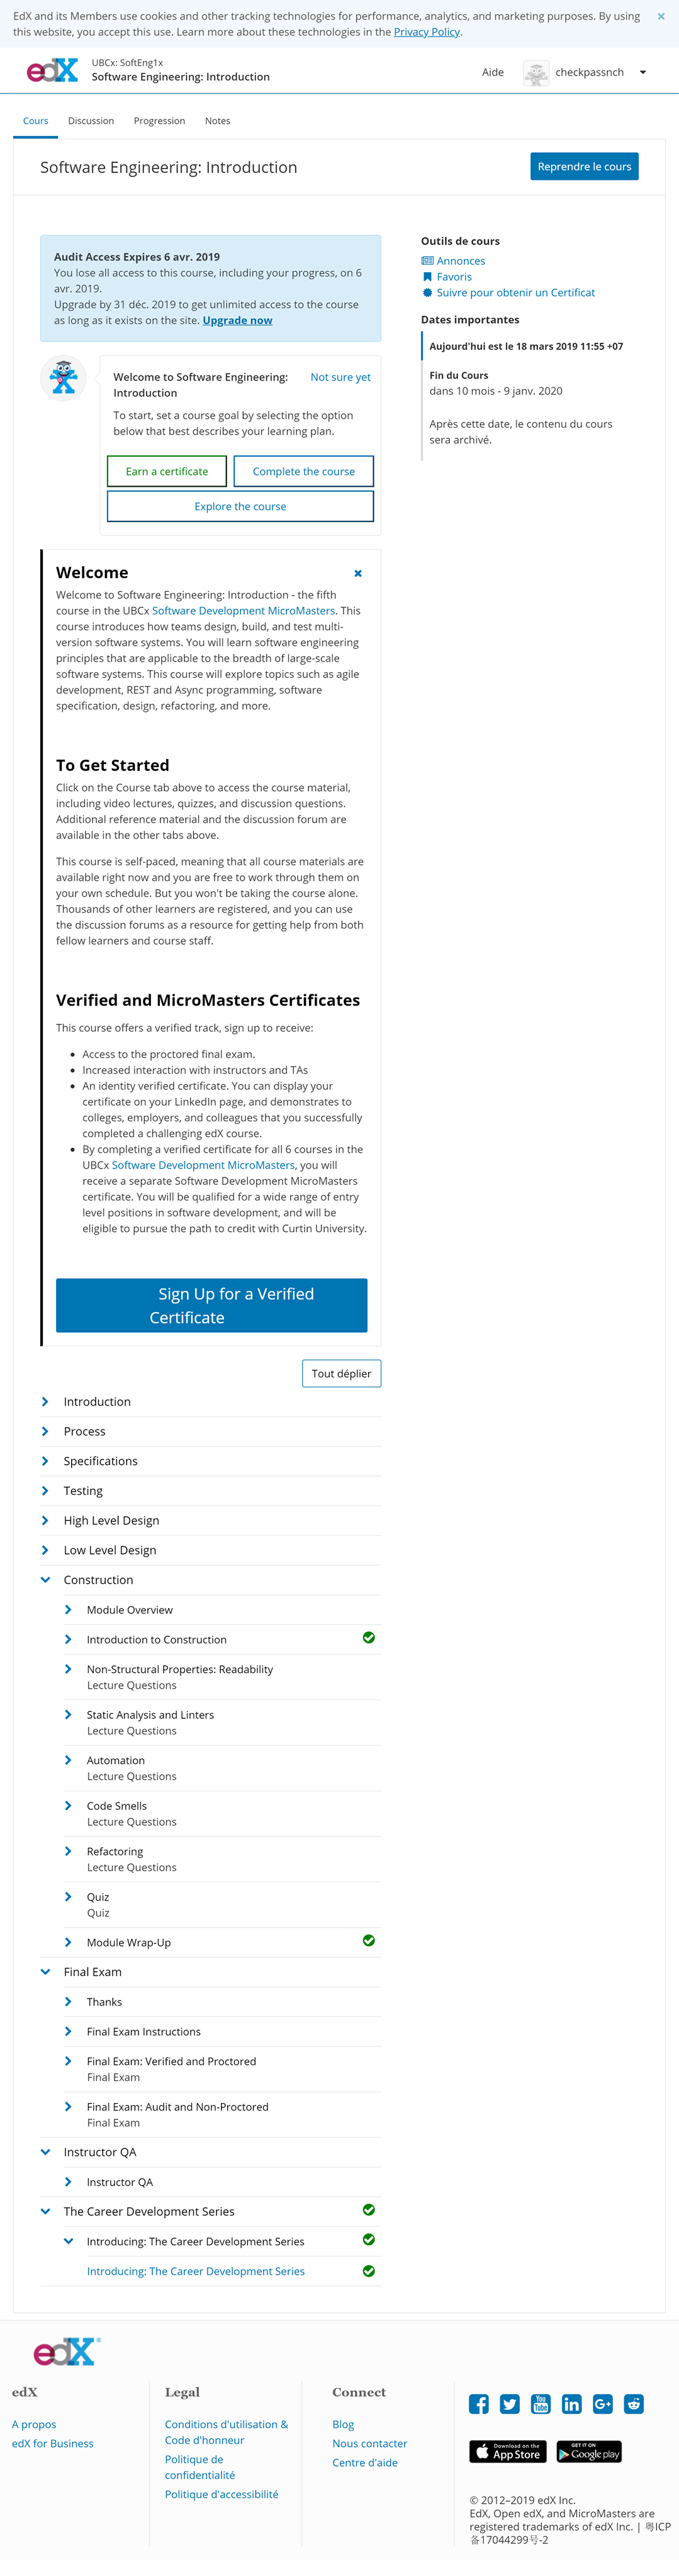 EdX and its Members use cookies and other tracking technologies for performance, analytics, and marketing purposes. By using
this website, you accept this use. Learn more about these technologies in the Privacy Policy.
edX
UBCx: SoftEng1x
Software Engineering: Introduction
Aide
checkpassnch
Cours
Discussion
Progression
Notes
Software Engineering: Introduction
Reprendre le cours
Audit Access Expires 6 avr. 2019
You lose all access to this course, including your progress, on 6
avr. 2019.
Upgrade by 31 déc. 2019 to get unlimited access to the course
as long as it exists on the site. Upgrade now
Welcome to Software Engineering:
Introduction
Not sure yet
To start, set a course goal by selecting the option
below that best describes your learning plan.
Earn a certificate
Complete the course
Explore the course
Welcome
Welcome to Software Engineering: Introduction - the fifth
course in the UBCx Software Development MicroMasters. This
course introduces how teams design, build, and test multi-
version software systems. You will learn software engineering
principles that are applicable to the breadth of large-scale
software systems. This course will explore topics such as agile
development, REST and Async programming, software
specification, design, refactoring, and more.
To Get Started
Click on the Course tab above to access the course material,
including video lectures, quizzes, and discussion questions.
Additional reference material and the discussion forum are
available in the other tabs above.
This course is self-paced, meaning that all course materials are
available right now and you are free to work through them on
your own schedule. But you won't be taking the course alone.
Thousands of other learners are registered, and you can use
the discussion forums as a resource for getting help from both
fellow learners and course staff.
Verified and MicroMasters Certificates
This course offers a verified track, sign up to receive:
Access to the proctored final exam.
Increased interaction with instructors and TAs
An identity verified certificate. You can display your
certificate on your LinkedIn page, and demonstrates to
colleges, employers, and colleagues that you successfully
completed a challenging edX course.
By completing a verified certificate for all 6 courses in the
UBCx Software Development MicroMasters, you will
receive a separate Software Development MicroMasters
certificate. You will be qualified for a wide range of entry
level positions in software development, and will be
eligible to pursue the path to credit with Curtin University.
Sign Up for a Verified
Certificate
Outils de cours
Annonces
Favoris
Suivre pour obtenir un Certificat
Dates importantes
Aujourd'hui est le 18 mars 2019 11:55 +07
Fin du Cours
dans 10 mois - 9 janv. 2020
Après cette date, le contenu du cours
sera archivé.
Tout déplier
Introduction
Process
Specifications
Testing
High Level Design
Low Level Design
Construction
Module Overview
Introduction to Construction
Non-Structural Properties: Readability
Lecture Questions
Static Analysis and Linters
Lecture Questions
Automation
Lecture Questions
Code Smells
Lecture Questions
Refactoring
Lecture Questions
Quiz
Quiz
Module Wrap-Up
Final Exam
Thanks
Final Exam Instructions
Final Exam: Verified and Proctored
Final Exam
Final Exam: Audit and Non-Proctored
Final Exam
Instructor QA
Instructor QA
The Career Development Series
Introducing: The Career Development Series
Introducing: The Career Development Series
edX
edX
A propos
edX for Business
Legal
Conditions d'utilisation &
Code d'honneur
Politique de
confidentialité
Politique d'accessibilité
Connect
Blog
Nous contacter
Centre d'aide
You
Tube
in
G+
Download on the
App Store
GET IT ON
Google play
© 2012–2019 edX Inc.
EdX, Open edX, and MicroMasters are
registered trademarks of edX Inc. | 粤ICP
备17044299号-2